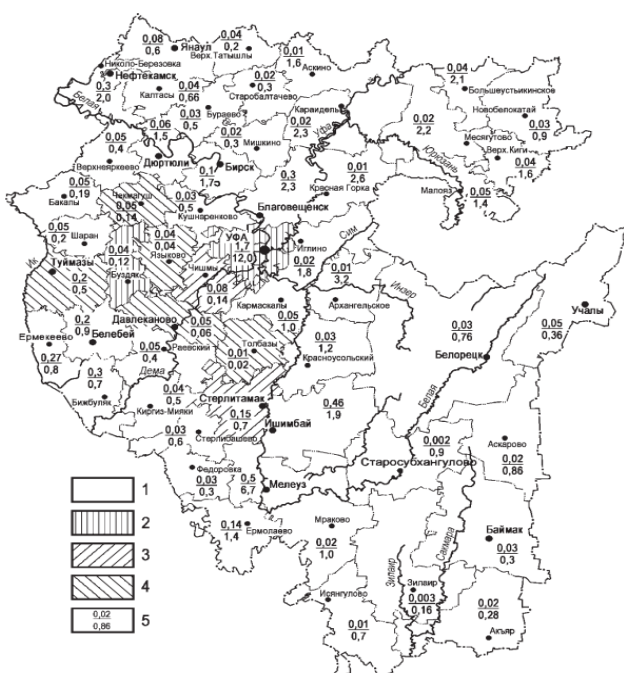 0,08
0,6
Янаул
0,04
0,2
Верх.Татышлы
0,01
1,6
Аскино
Николо-Березовка
Нефтекамск
0,3
2,0
Калтасы
0,04
0,66
0,02
0,3
Старобалтачево
Караидель
0,04
2,1
Большеустьикинское
Белая
Бураево
0,03
0,5
0,02
0,3
Мишкино
0,02
2,3
Уфа
0,02
2,2
Новобелокатай
0,03
0,9
Месягутово
Верх.Киги
0,04
1,6
0,06
1,5
Дюртюли
0,05
0,4
Верхнеяркеево
0,1
1,7
Бирск
0,3
2,3
0,01
2,6
Красная Горка
Юрюзань
Малояз
0,05
1,4
0,05
0,19
Бакалы
Чекмагуш
0,05
0,14
0,03
0,5
Кушнаренково
Благовещенск
0,05
0,2
Шаран
0,04
0,12
Буздяк
0,04
0,04
Языково
УФА
1,7
12,0
Чишмы
Иглино
0,02
1,8
Сим
0,01
3,2
Инзер
Ик
Туймазы
0,2
0,5
0,08
0,14
Кармаскалы
0,05
1,0
Архангельское
Учалы
0,05
0,36
0,2
0,9
Белебей
Ермекеево
0,27
0,8
Давлеканово
0,05
0,4
Раевский
0,05
0,06
Толбазы
0,01
0,02
0,03
1,2
Красноусольский
0,03
0,76
Белорецк
0,3
0,7
Бижбуляк
Дема
0,04
0,5
Киргиз-Мияки
Стерлитамак
0,15
0,7
Ишимбай
0,46
1,9
Белая
0,03
0,6
Стерлибашево
0,002
0,9
Старосубхангулово
Аскарово
0,02
0,86
Федоровка
0,03
0,3
0,5
6,7
Мелеуз
0,14
1,4
Ермолаево
Мраково
0,02
1,0
Зилаир
Сакмара
Баймак
0,03
0,3
Исянгулово
0,01
0,7
Зилаир
0,003
0,16
0,02
0,28
Акъяр
1
2
3
4
0,02
0,86
5